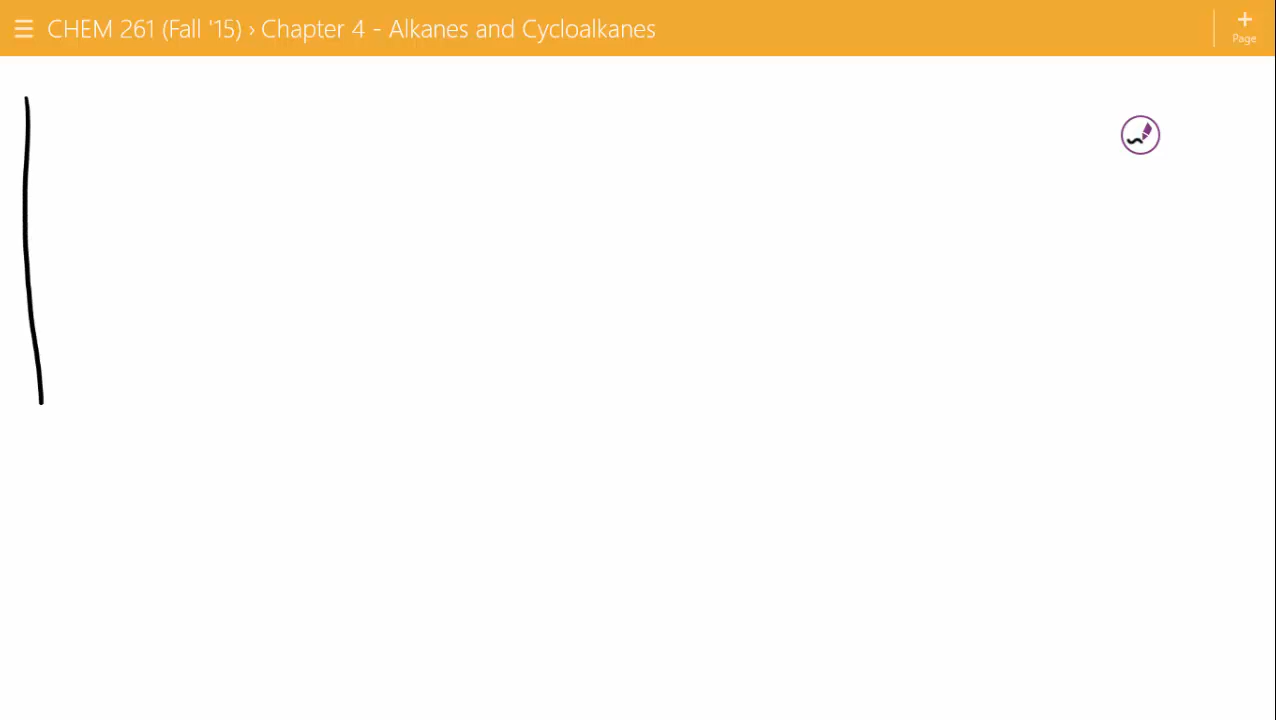 CHEM 261 (Fall '15) › Chapter 4 - Alkanes and Cycloalkanes
Page